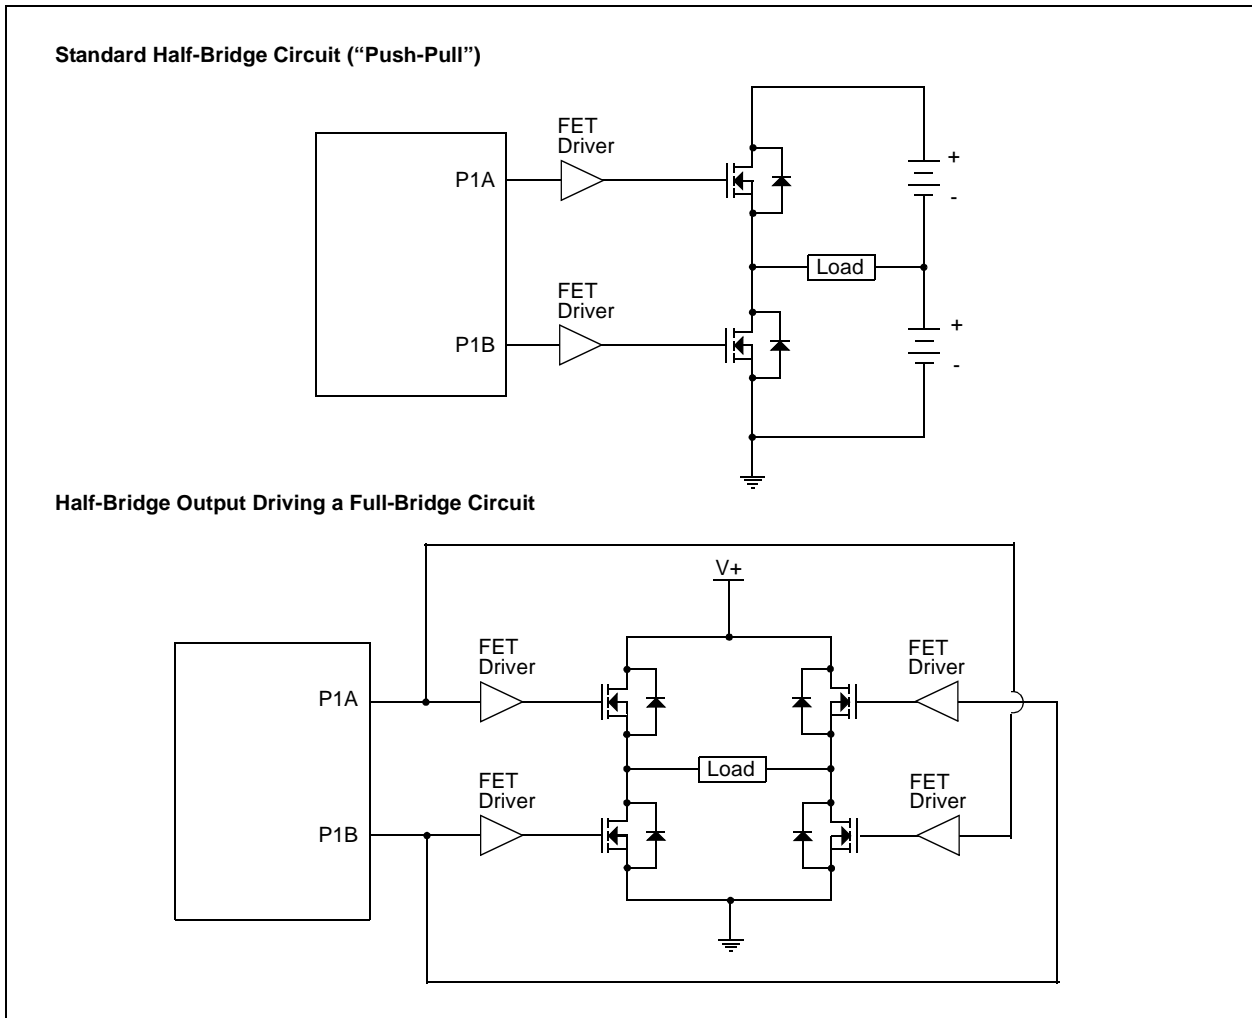 Standard Half-Bridge Circuit (“Push-Pull”)
FET
Driver
P1A
+
-
Load
FET
Driver
P1B
+
-
Half-Bridge Output Driving a Full-Bridge Circuit
V+
FET
Driver
FET
Driver
P1A
Load
FET
Driver
FET
Driver
P1B